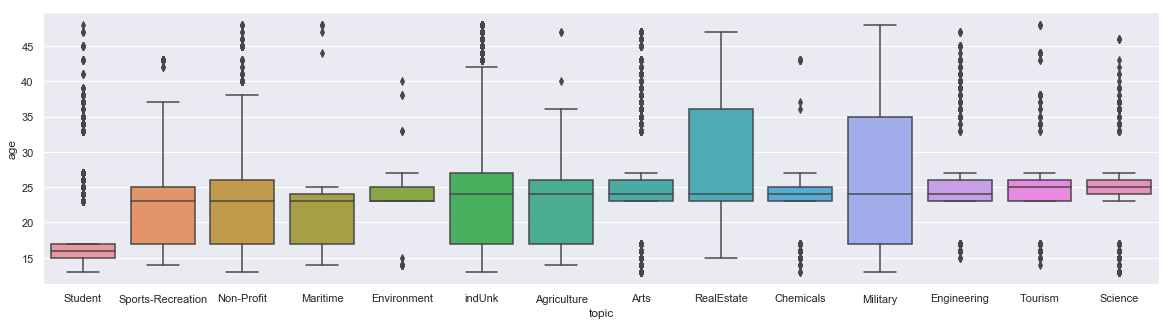 age
45
40
35
30
25
20
15
Student Sports-Recreation Non-Profit Maritime Environment indUnk Agriculture Arts RealEstate Chemicals Military Engineering Tourism Science
topic